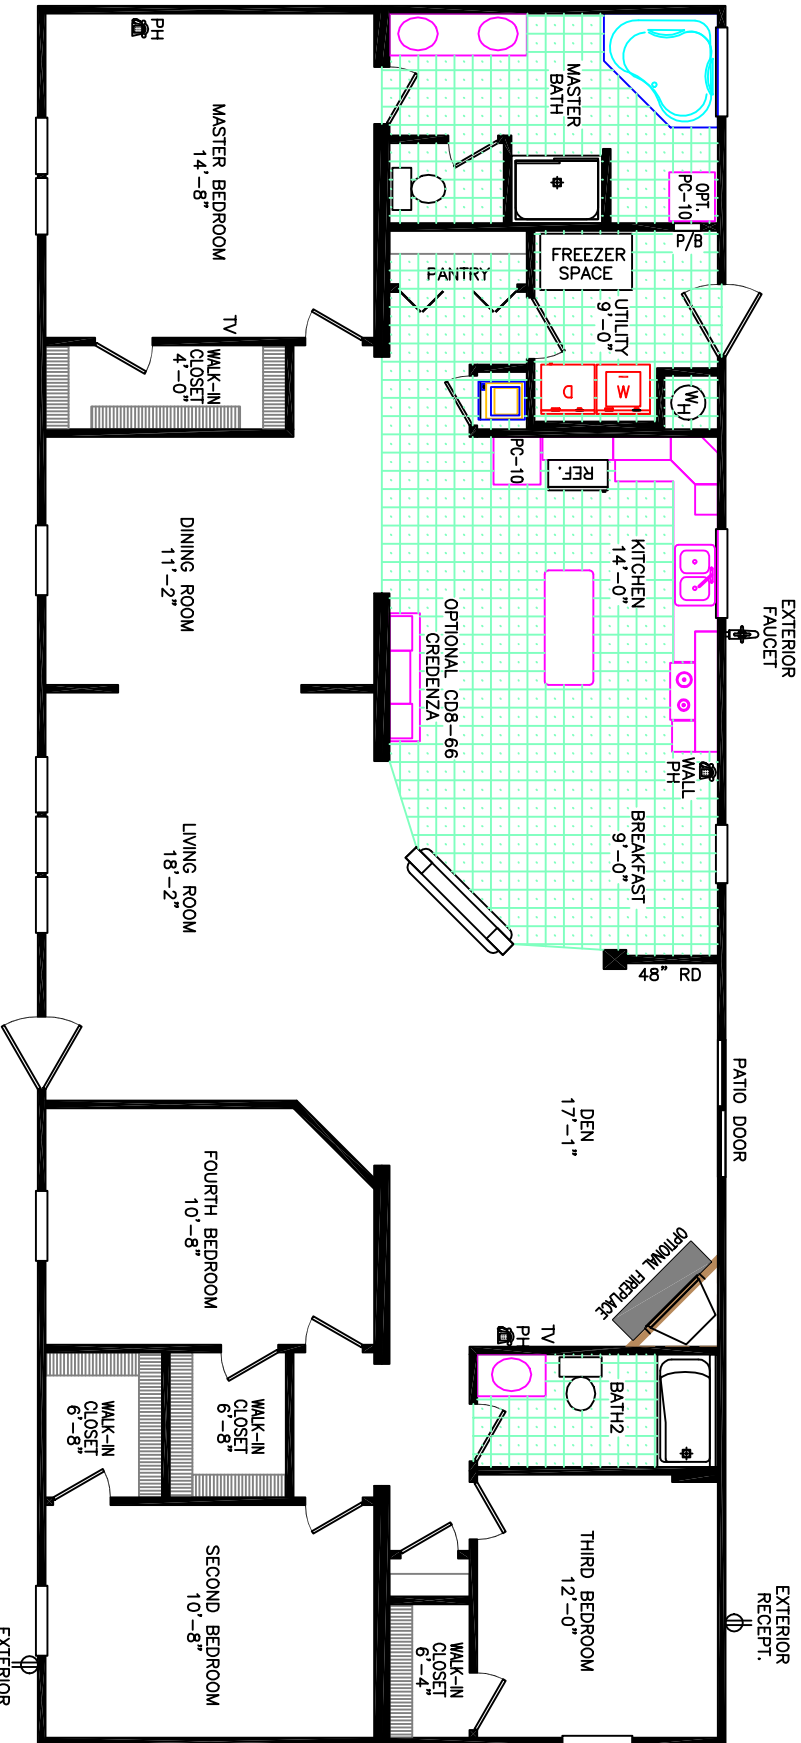 PH
MASTER BEDROOM
14'-8"
MASTER
BATH
OPT.
PC-10
P/B
FREEZER
SPACE
PANTRY
UTILITY
9'-0"
TV
WALK-IN
CLOSET
4'-0"
D
W
WH
PC-10
REF.
DINING ROOM
11'-2"
KITCHEN
14'-0"
EXTERIOR
FAUCET
OPTIONAL CD8-66
CREDENZA
WALL
PH
LIVING ROOM
18'-2"
BREAKFAST
9'-0"
48" RD
PATIO DOOR
DEN
17'-1"
FOURTH BEDROOM
10'-8"
OPTIONAL FIREPLACE
TV
PH
BATH2
WALK-IN
CLOSET
6'-8"
WALK-IN
CLOSET
6'-8"
SECOND BEDROOM
10'-8"
THIRD BEDROOM
12'-0"
WALK-IN
CLOSET
6'-4"
EXTERIOR
RECEPT.
EXTERIOR